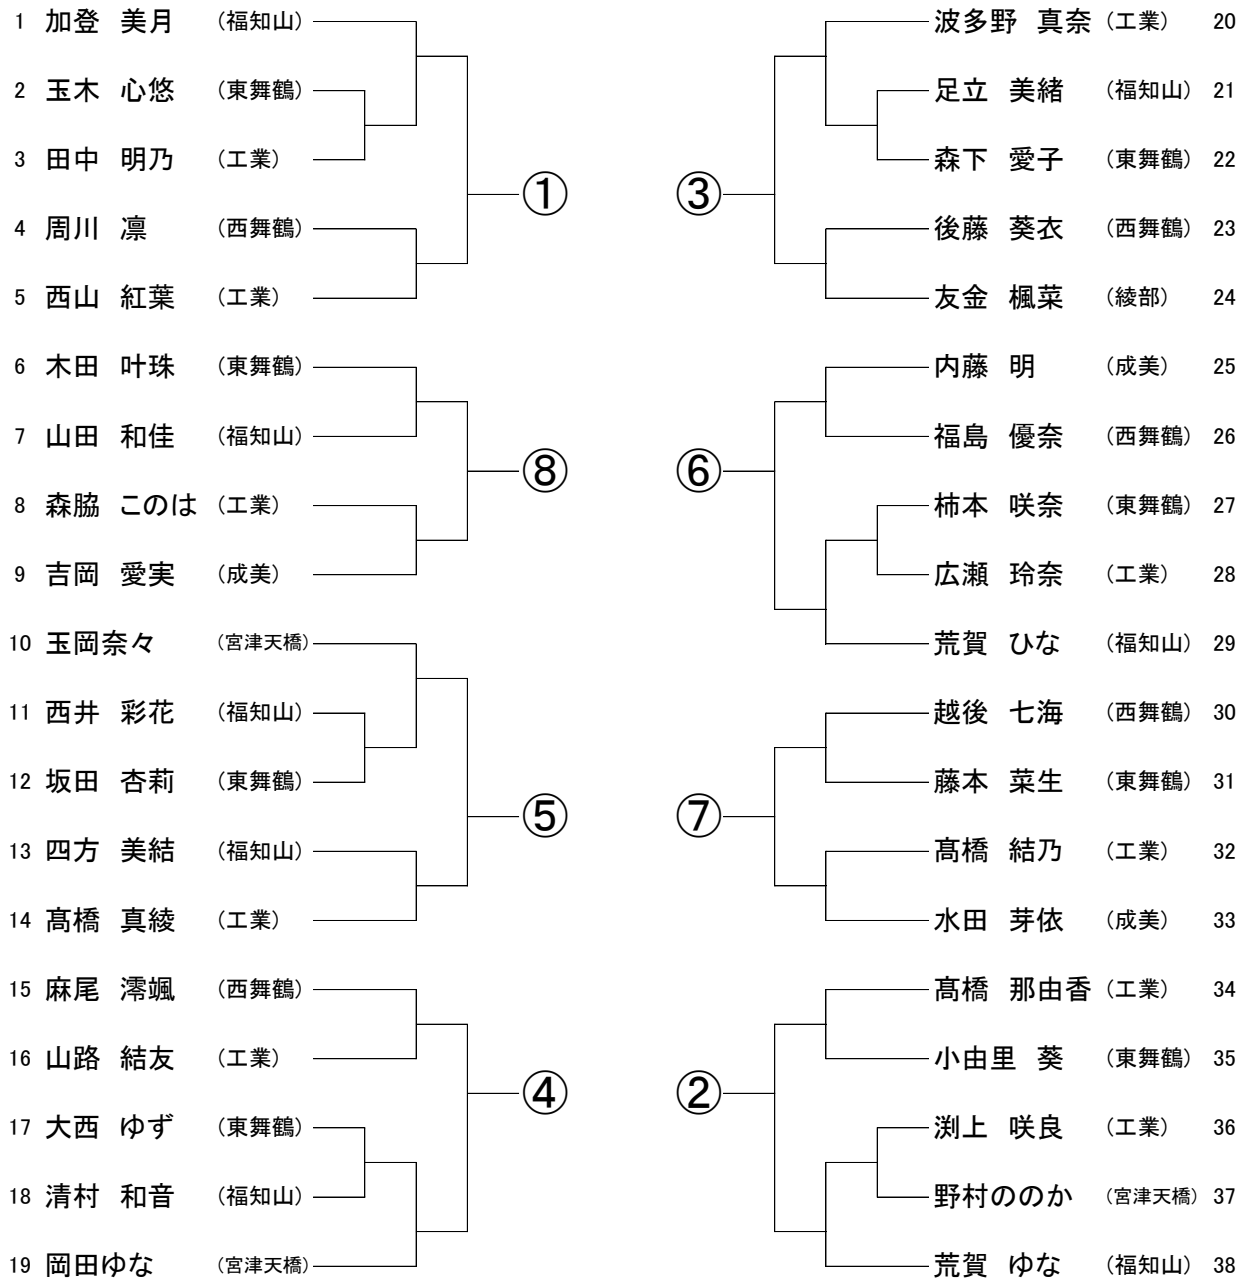 1 加登 美月 (福知山)
2 玉木 心悠 (東舞鶴)
3 田中 明乃 (工業)
①
4 周川 凛 (西舞鶴)
5 西山 紅葉 (工業)
6 木田 叶珠 (東舞鶴)
7 山田 和佳 (福知山)
⑧
8 森脇 このは (工業)
9 吉岡 愛実 (成美)
10 玉岡奈々 (宮津天橋)
11 西井 彩花 (福知山)
12 坂田 杏莉 (東舞鶴)
⑤
13 四方 美結 (福知山)
14 髙橋 真綾 (工業)
15 麻尾 澪颯 (西舞鶴)
16 山路 結友 (工業)
④
17 大西 ゆず (東舞鶴)
18 清村 和音 (福知山)
19 岡田ゆな (宮津天橋)
波多野 真奈 (工業) 20
足立 美緒 (福知山) 21
森下 愛子 (東舞鶴) 22
③
後藤 葵衣 (西舞鶴) 23
友金 楓菜 (綾部) 24
内藤 明 (成美) 25
福島 優奈 (西舞鶴) 26
⑥
柿本 咲奈 (東舞鶴) 27
広瀬 玲奈 (工業) 28
荒賀 ひな (福知山) 29
越後 七海 (西舞鶴) 30
藤本 菜生 (東舞鶴) 31
⑦
髙橋 結乃 (工業) 32
水田 芽依 (成美) 33
髙橋 那由香 (工業) 34
小由里 葵 (東舞鶴) 35
②
渕上 咲良 (工業) 36
野村ののか (宮津天橋) 37
荒賀 ゆな (福知山) 38